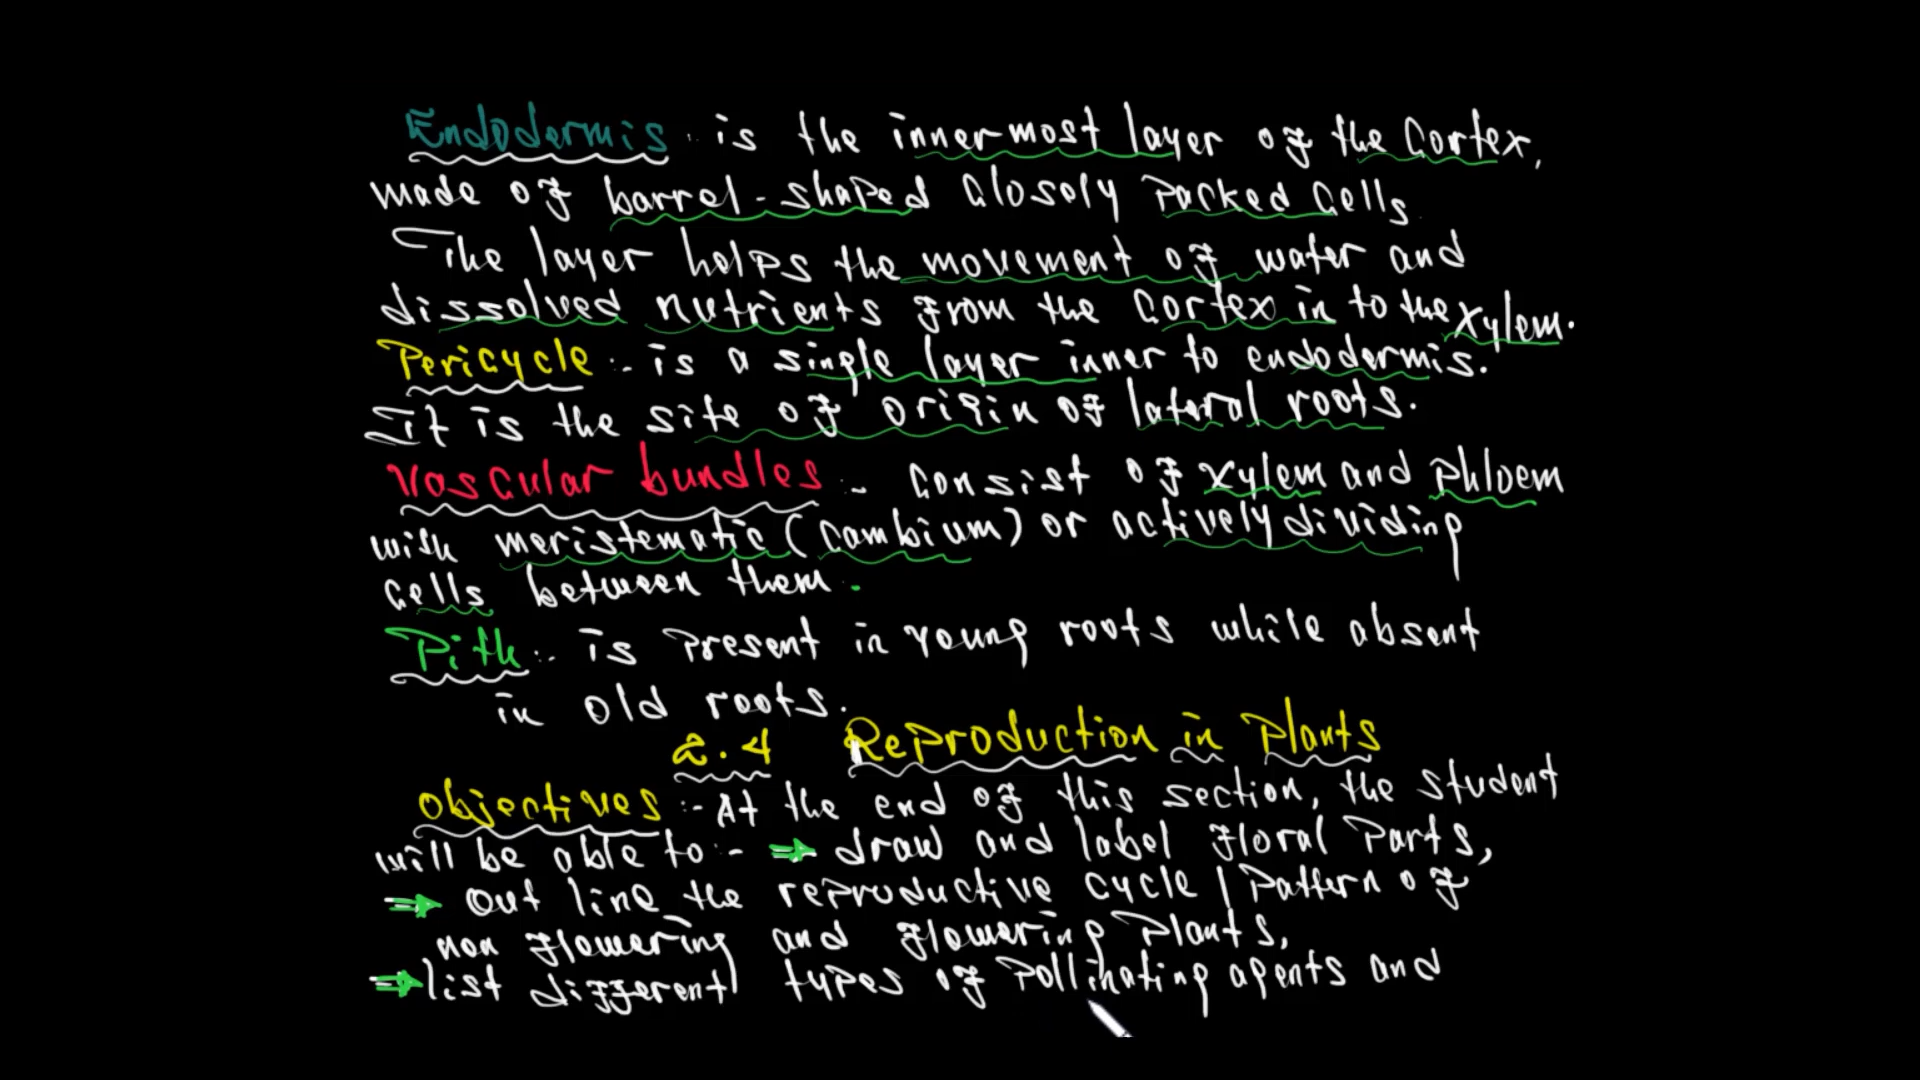 Endodermis :- is the innermost layer of the Cortex,
made of barrel-shaped Closely Packed Cells.
The layer helps the movement of water and
dissolved nutrients from the Cortex in to the xylem.
Pericycle :- is a single layer inner to endodermis.
It is the site of origin of lateral roots.
Vascular bundles :- Consist of xylem and Phloem
with meristematic (Cambium) or actively dividing
Cells between them.
Pith :- is Present in young roots while absent
in old roots.
2.4 Reproduction in Plants
Objectives :- At the end of this section, the student
will be able to :- ⇒ draw and label floral Parts,
⇒ Out line the reproductive cycle / Pattern of
non flowering and flowering Plants,
⇒ list different types of Pollinating agents and